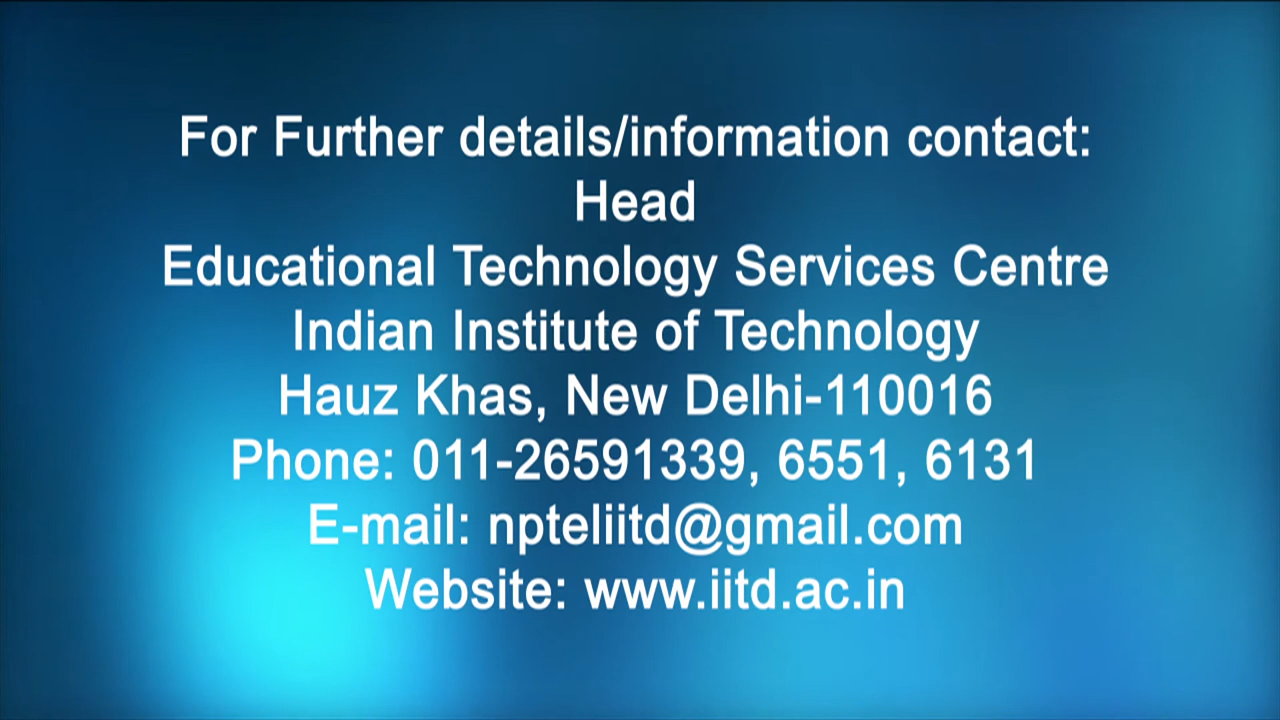 For Further details/information contact:
Head
Educational Technology Services Centre
Indian Institute of Technology
Hauz Khas, New Delhi-110016
Phone: 011-26591339, 6551, 6131
E-mail: npteliitd@gmail.com
Website: www.iitd.ac.in